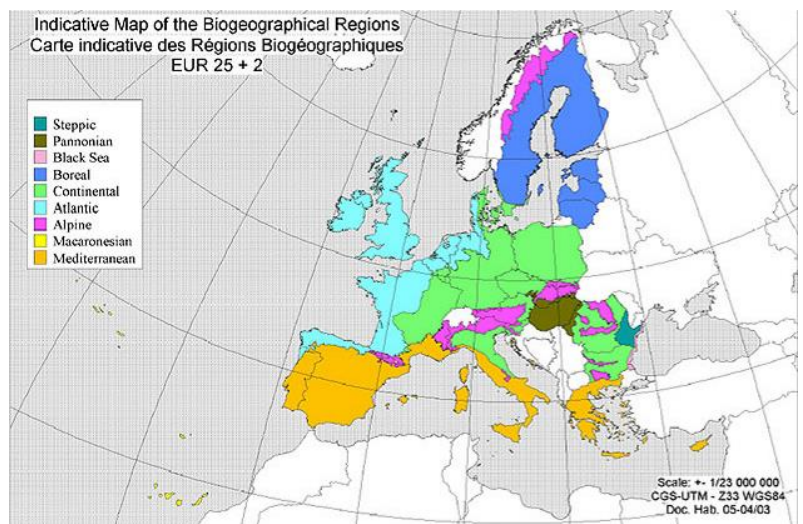 Indicative Map of the Biogeographical Regions
Carte indicative des Régions Biogéographiques
EUR 25 + 2
Steppic
Pannonian
Black Sea
Boreal
Continental
Atlantic
Alpine
Macaronesian
Mediterranean
Scale: +- 1/23 000 000
CGS-UTM - Z33 WGS84
Doc. Hab. 05-04/03